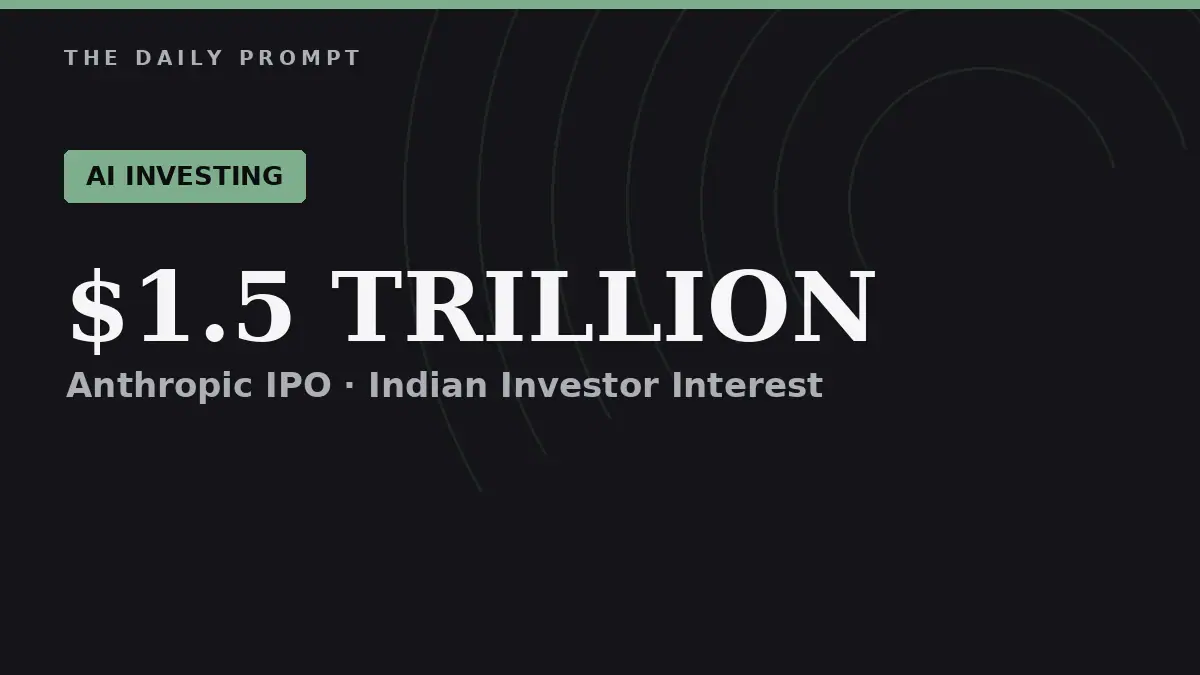 THE DAILY PROMPT
AI INVESTING
$1.5 TRILLION
Anthropic IPO · Indian Investor Interest